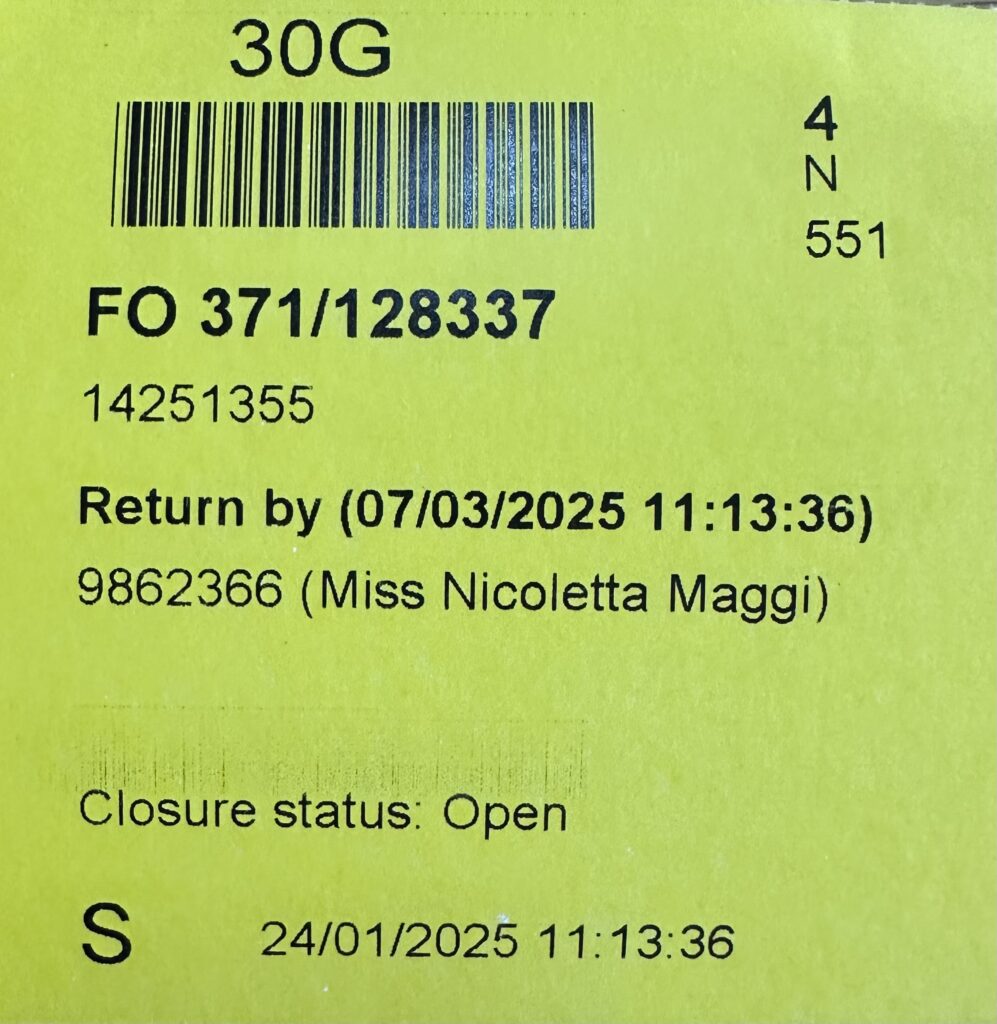 30G
4
N
551
FO 371/128337
14251355
Return by (07/03/2025 11:13:36)
9862366 (Miss Nicoletta Maggi)
Closure status: Open
S 24/01/2025 11:13:36